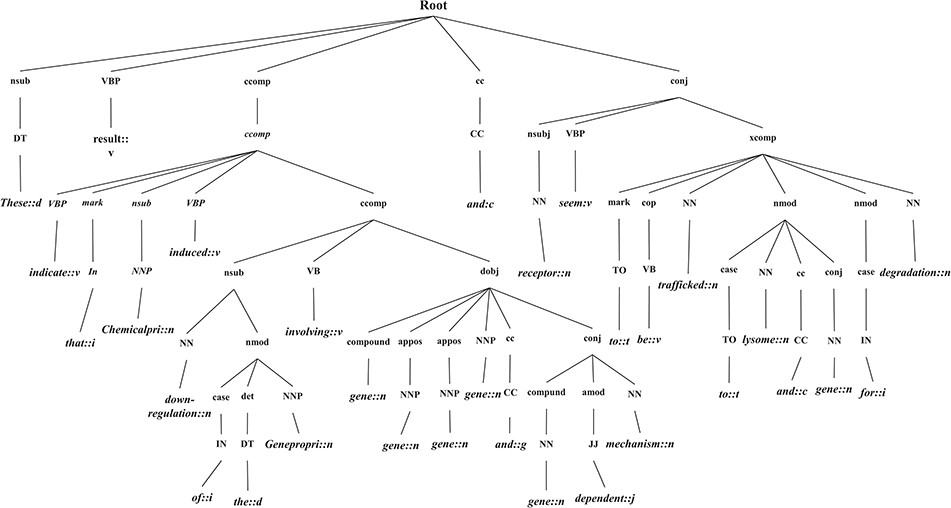 Root
nsub VBP ccomp cc conj
DT result:: v ccomp CC nsubj VBP xcomp
These::d VBP mark nsub VBP ccomp and:c NN seem:v mark cop NN nmod nmod NN
indicate::v In NNP induced::v nsub VB dobj receptor::n TO VB trafficked::n case NN cc conj case degradation::n
that::i Chemicalpri::n NN nmod involving::v compound appos appos NNP cc conj to::t be::v TO lysome::n CC NN IN
down-regulation::n case det NNP gene::n NNP NNP gene::n CC compund amod NN to::t and::c gene::n for::i
IN DT Genepropri::n gene::n gene::n and::g NN JJ mechanism::n
of::i the::d gene::n dependent::j